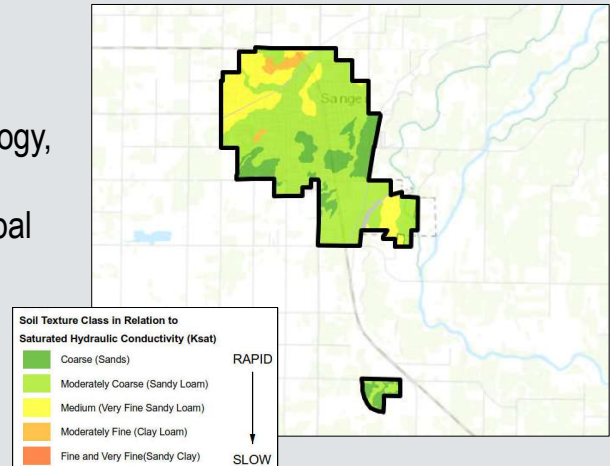 ogy,
pal
Sange
Soil Texture Class in Relation to
Saturated Hydraulic Conductivity (Ksat)
Coarse (Sands)
RAPID
Moderately Coarse (Sandy Loam)
Medium (Very Fine Sandy Loam)
Moderately Fine (Clay Loam)
Fine and Very Fine(Sandy Clay)
SLOW